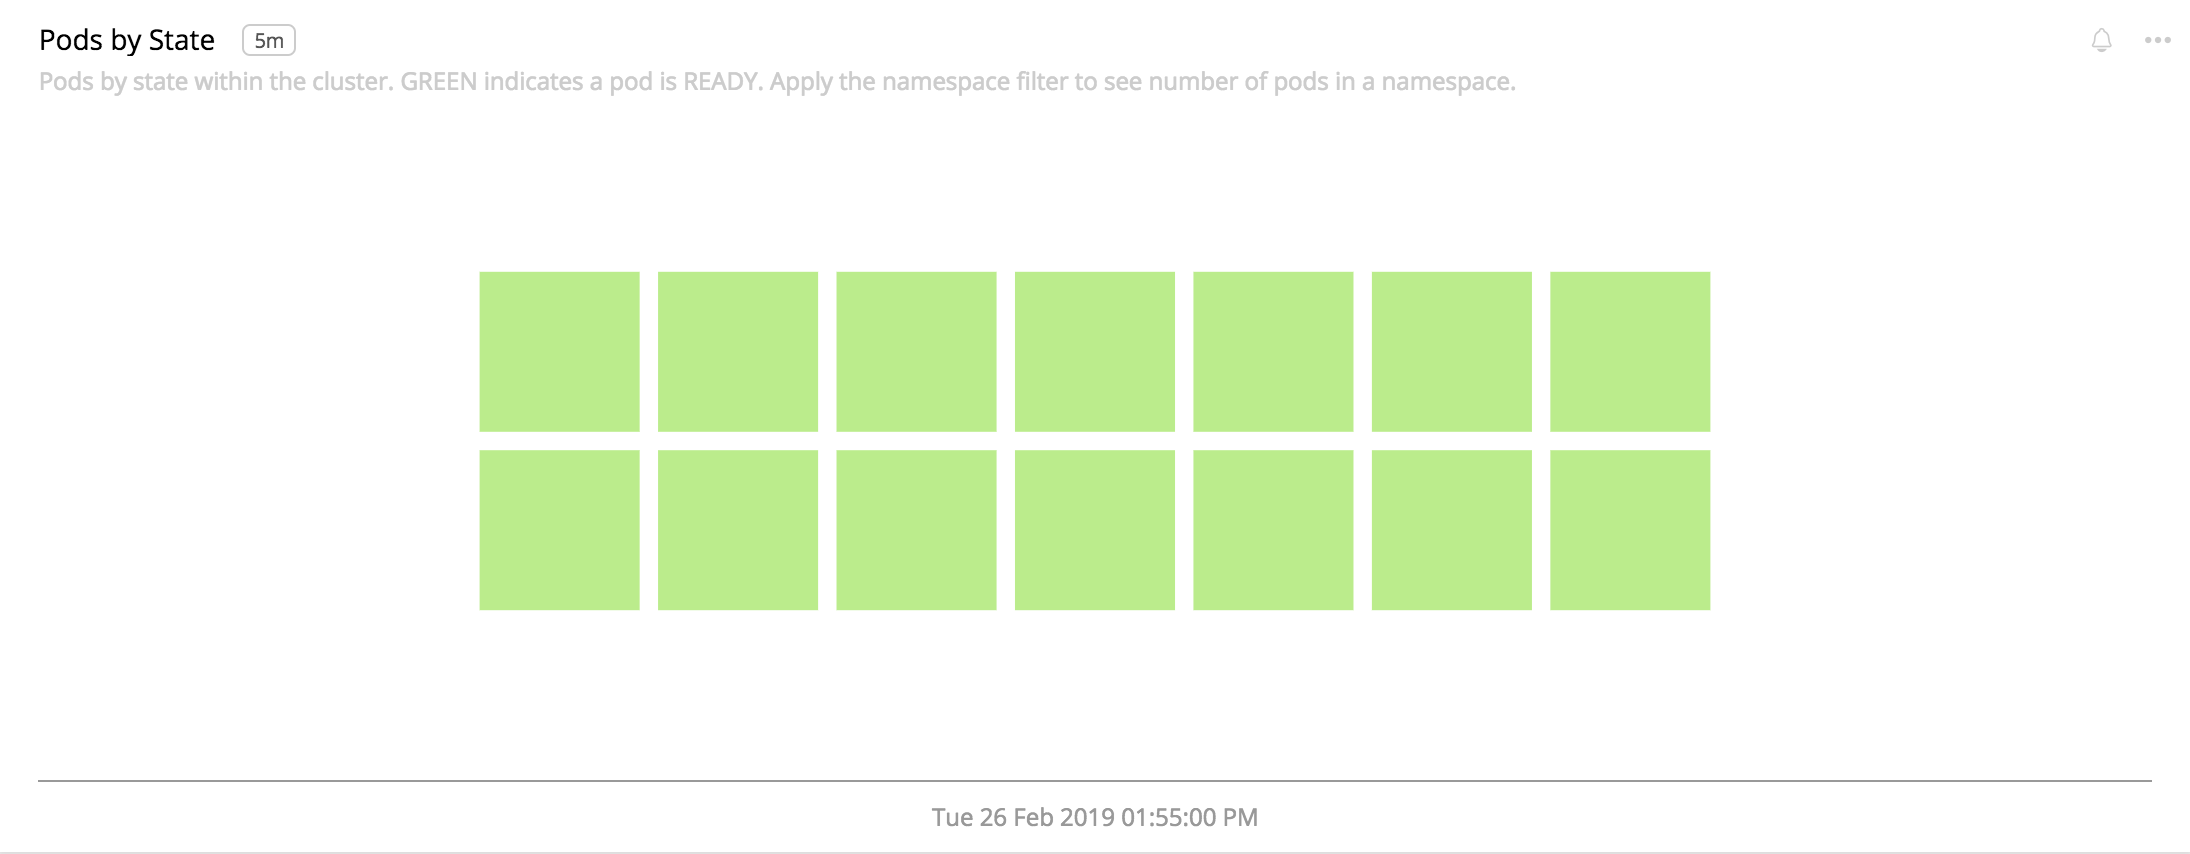 Pods by State 5m
Pods by state within the cluster. GREEN indicates a pod is READY. Apply the namespace filter to see number of pods in a namespace.
Tue 26 Feb 2019 01:55:00 PM